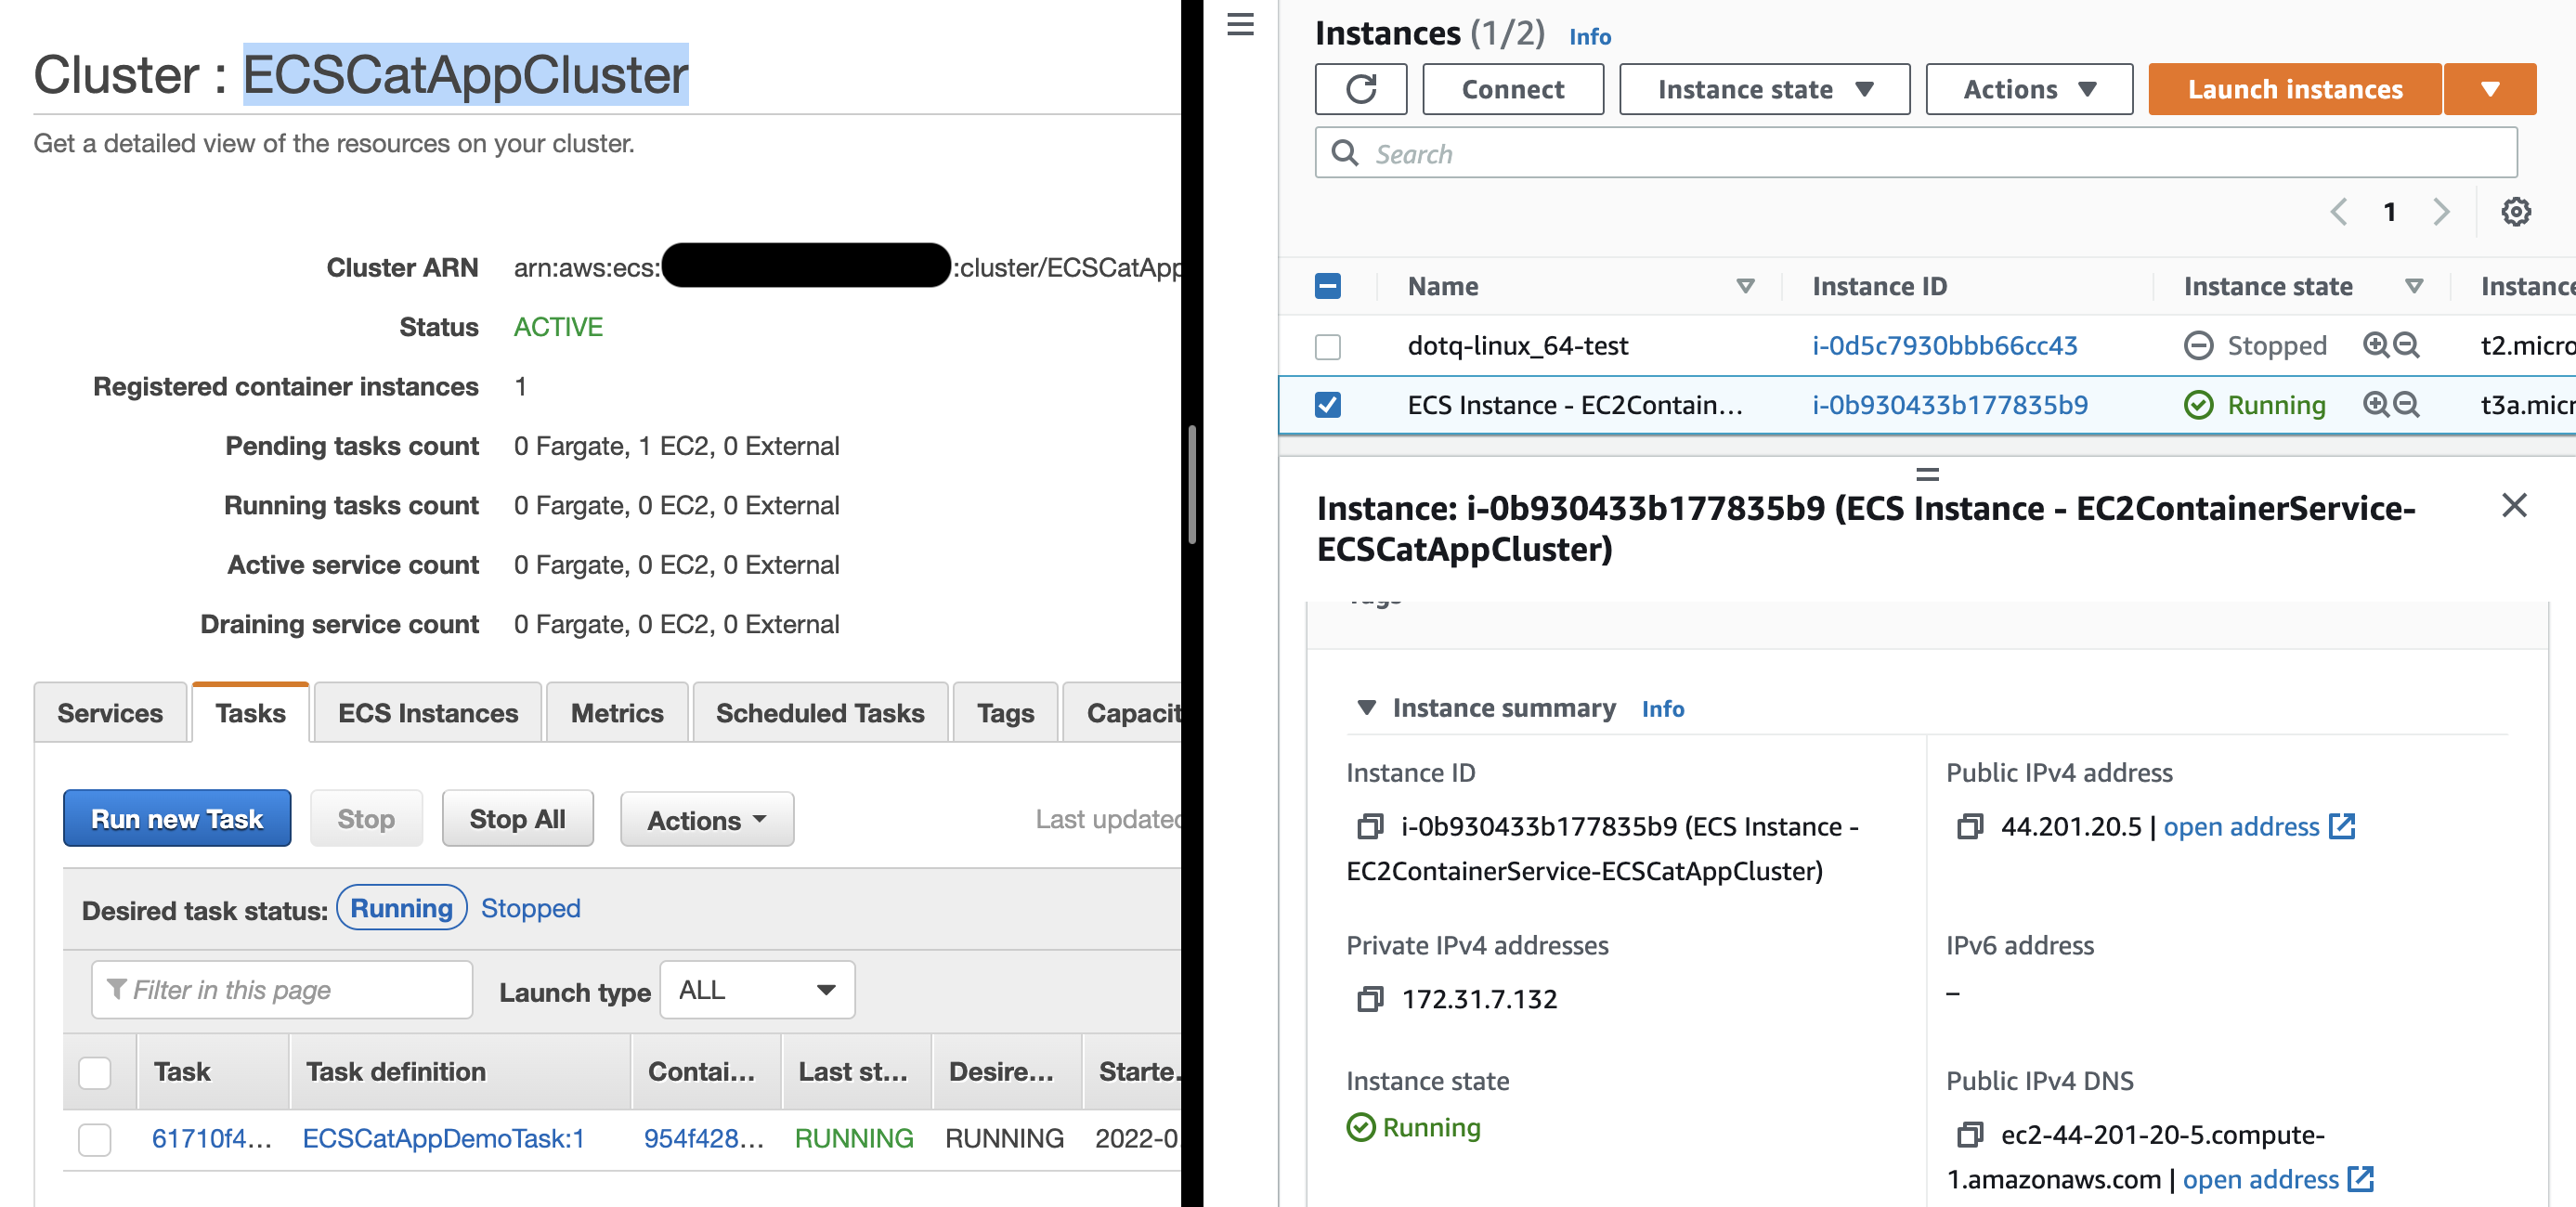 Cluster : ECSCatAppCluster
Get a detailed view of the resources on your cluster.
Cluster ARN arn:aws:ecs: :cluster/ECSCatApp
Status ACTIVE
Registered container instances 1
Pending tasks count 0 Fargate, 1 EC2, 0 External
Running tasks count 0 Fargate, 0 EC2, 0 External
Active service count 0 Fargate, 0 EC2, 0 External
Draining service count 0 Fargate, 0 EC2, 0 External
Services Tasks ECS Instances Metrics Scheduled Tasks Tags Capacit
Run new Task Stop Stop All Actions Last updated
Desired task status: Running Stopped
Filter in this page Launch type ALL
Task Task definition Contai... Last st... Desire... Starte.
61710f4... ECSCatAppDemoTask:1 954f428... RUNNING RUNNING 2022-0
Instances (1/2) Info
Connect Instance state Actions Launch instances
Search
1
Name Instance ID Instance state Instance
dotq-linux_64-test i-0d5c7930bbb66cc43 Stopped t2.micro
ECS Instance - EC2Contain... i-0b930433b177835b9 Running t3a.micr
Instance: i-0b930433b177835b9 (ECS Instance - EC2ContainerService-
ECSCatAppCluster)
Instance summary Info
Instance ID
i-0b930433b177835b9 (ECS Instance -
EC2ContainerService-ECSCatAppCluster)
Public IPv4 address
44.201.20.5 | open address
Private IPv4 addresses
172.31.7.132
IPv6 address
–
Instance state
Running
Public IPv4 DNS
ec2-44-201-20-5.compute-
1.amazonaws.com | open address